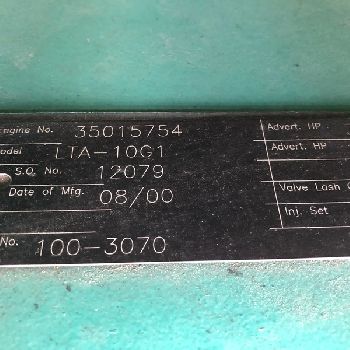 Engine No. 35015754
Model LTA-10G1
S.O. No. 12079
Date of Mfg. 08/00
No. 100-3070
Advert. HP
Advert. HP
Valve Lash
Inj. Set